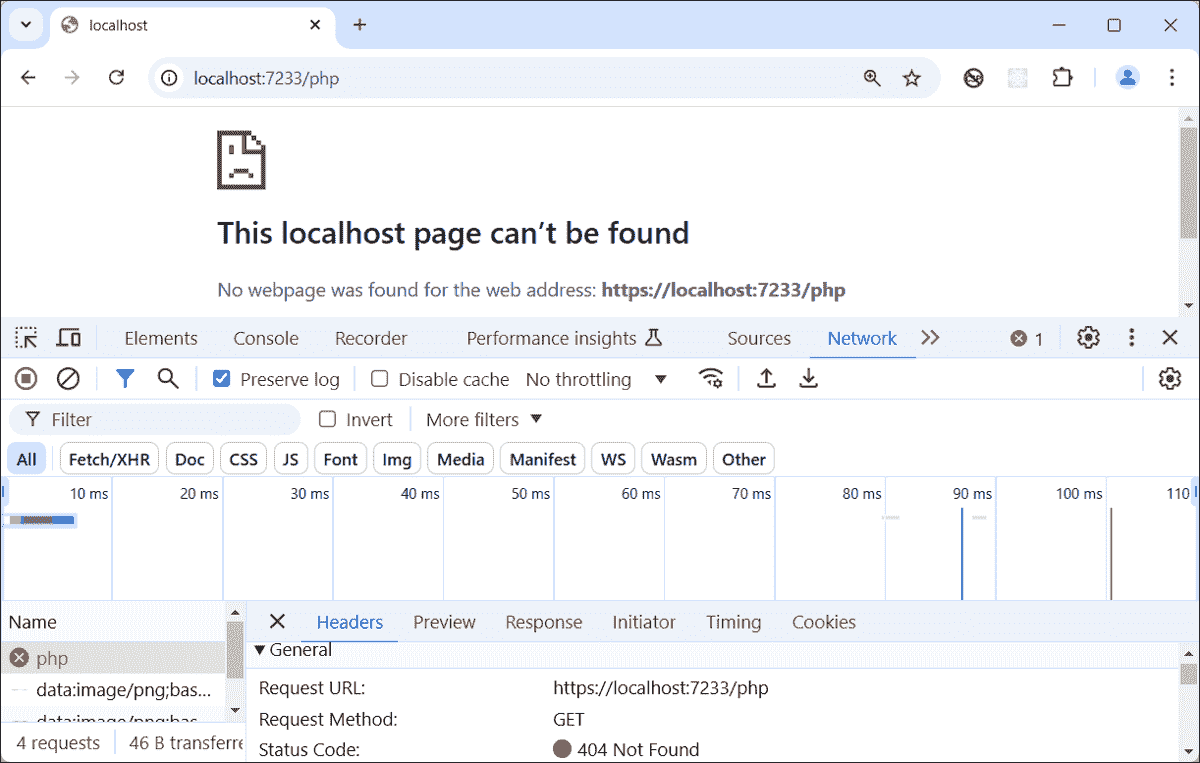 localhost
localhost:7233/php
This localhost page can’t be found
No webpage was found for the web address: https://localhost:7233/php
Elements Console Recorder Performance insights Sources Network 1
Preserve log Disable cache No throttling
Filter Invert More filters
All Fetch/XHR Doc CSS JS Font Img Media Manifest WS Wasm Other
10 ms 20 ms 30 ms 40 ms 50 ms 60 ms 70 ms 80 ms 90 ms 100 ms 110
Name Headers Preview Response Initiator Timing Cookies
General
php
Request URL: https://localhost:7233/php
data:image/png;bas...
Request Method: GET
data:image/png;bas
4 requests 46 B transferre
Status Code: 404 Not Found